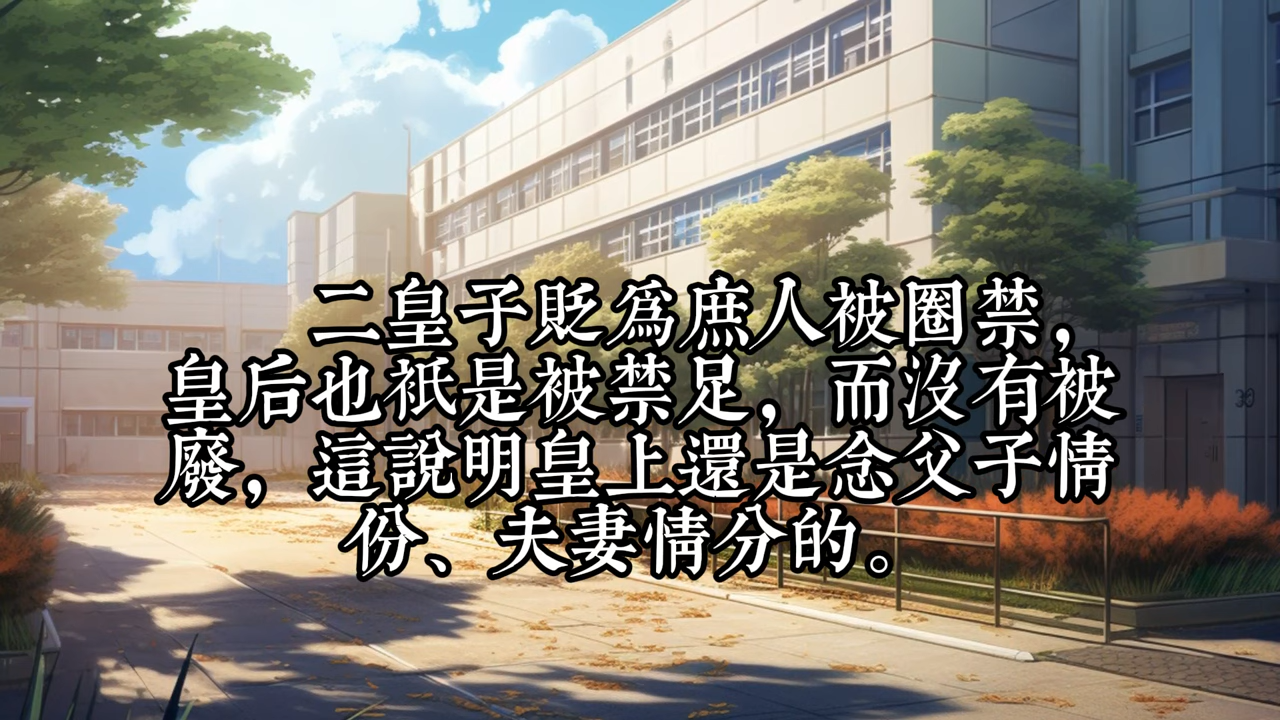 二皇子貶為庶人被圈禁，
皇后也衹是被禁足，而沒有被
廢，這說明皇上還是念父子情
份、夫妻情分的。
36